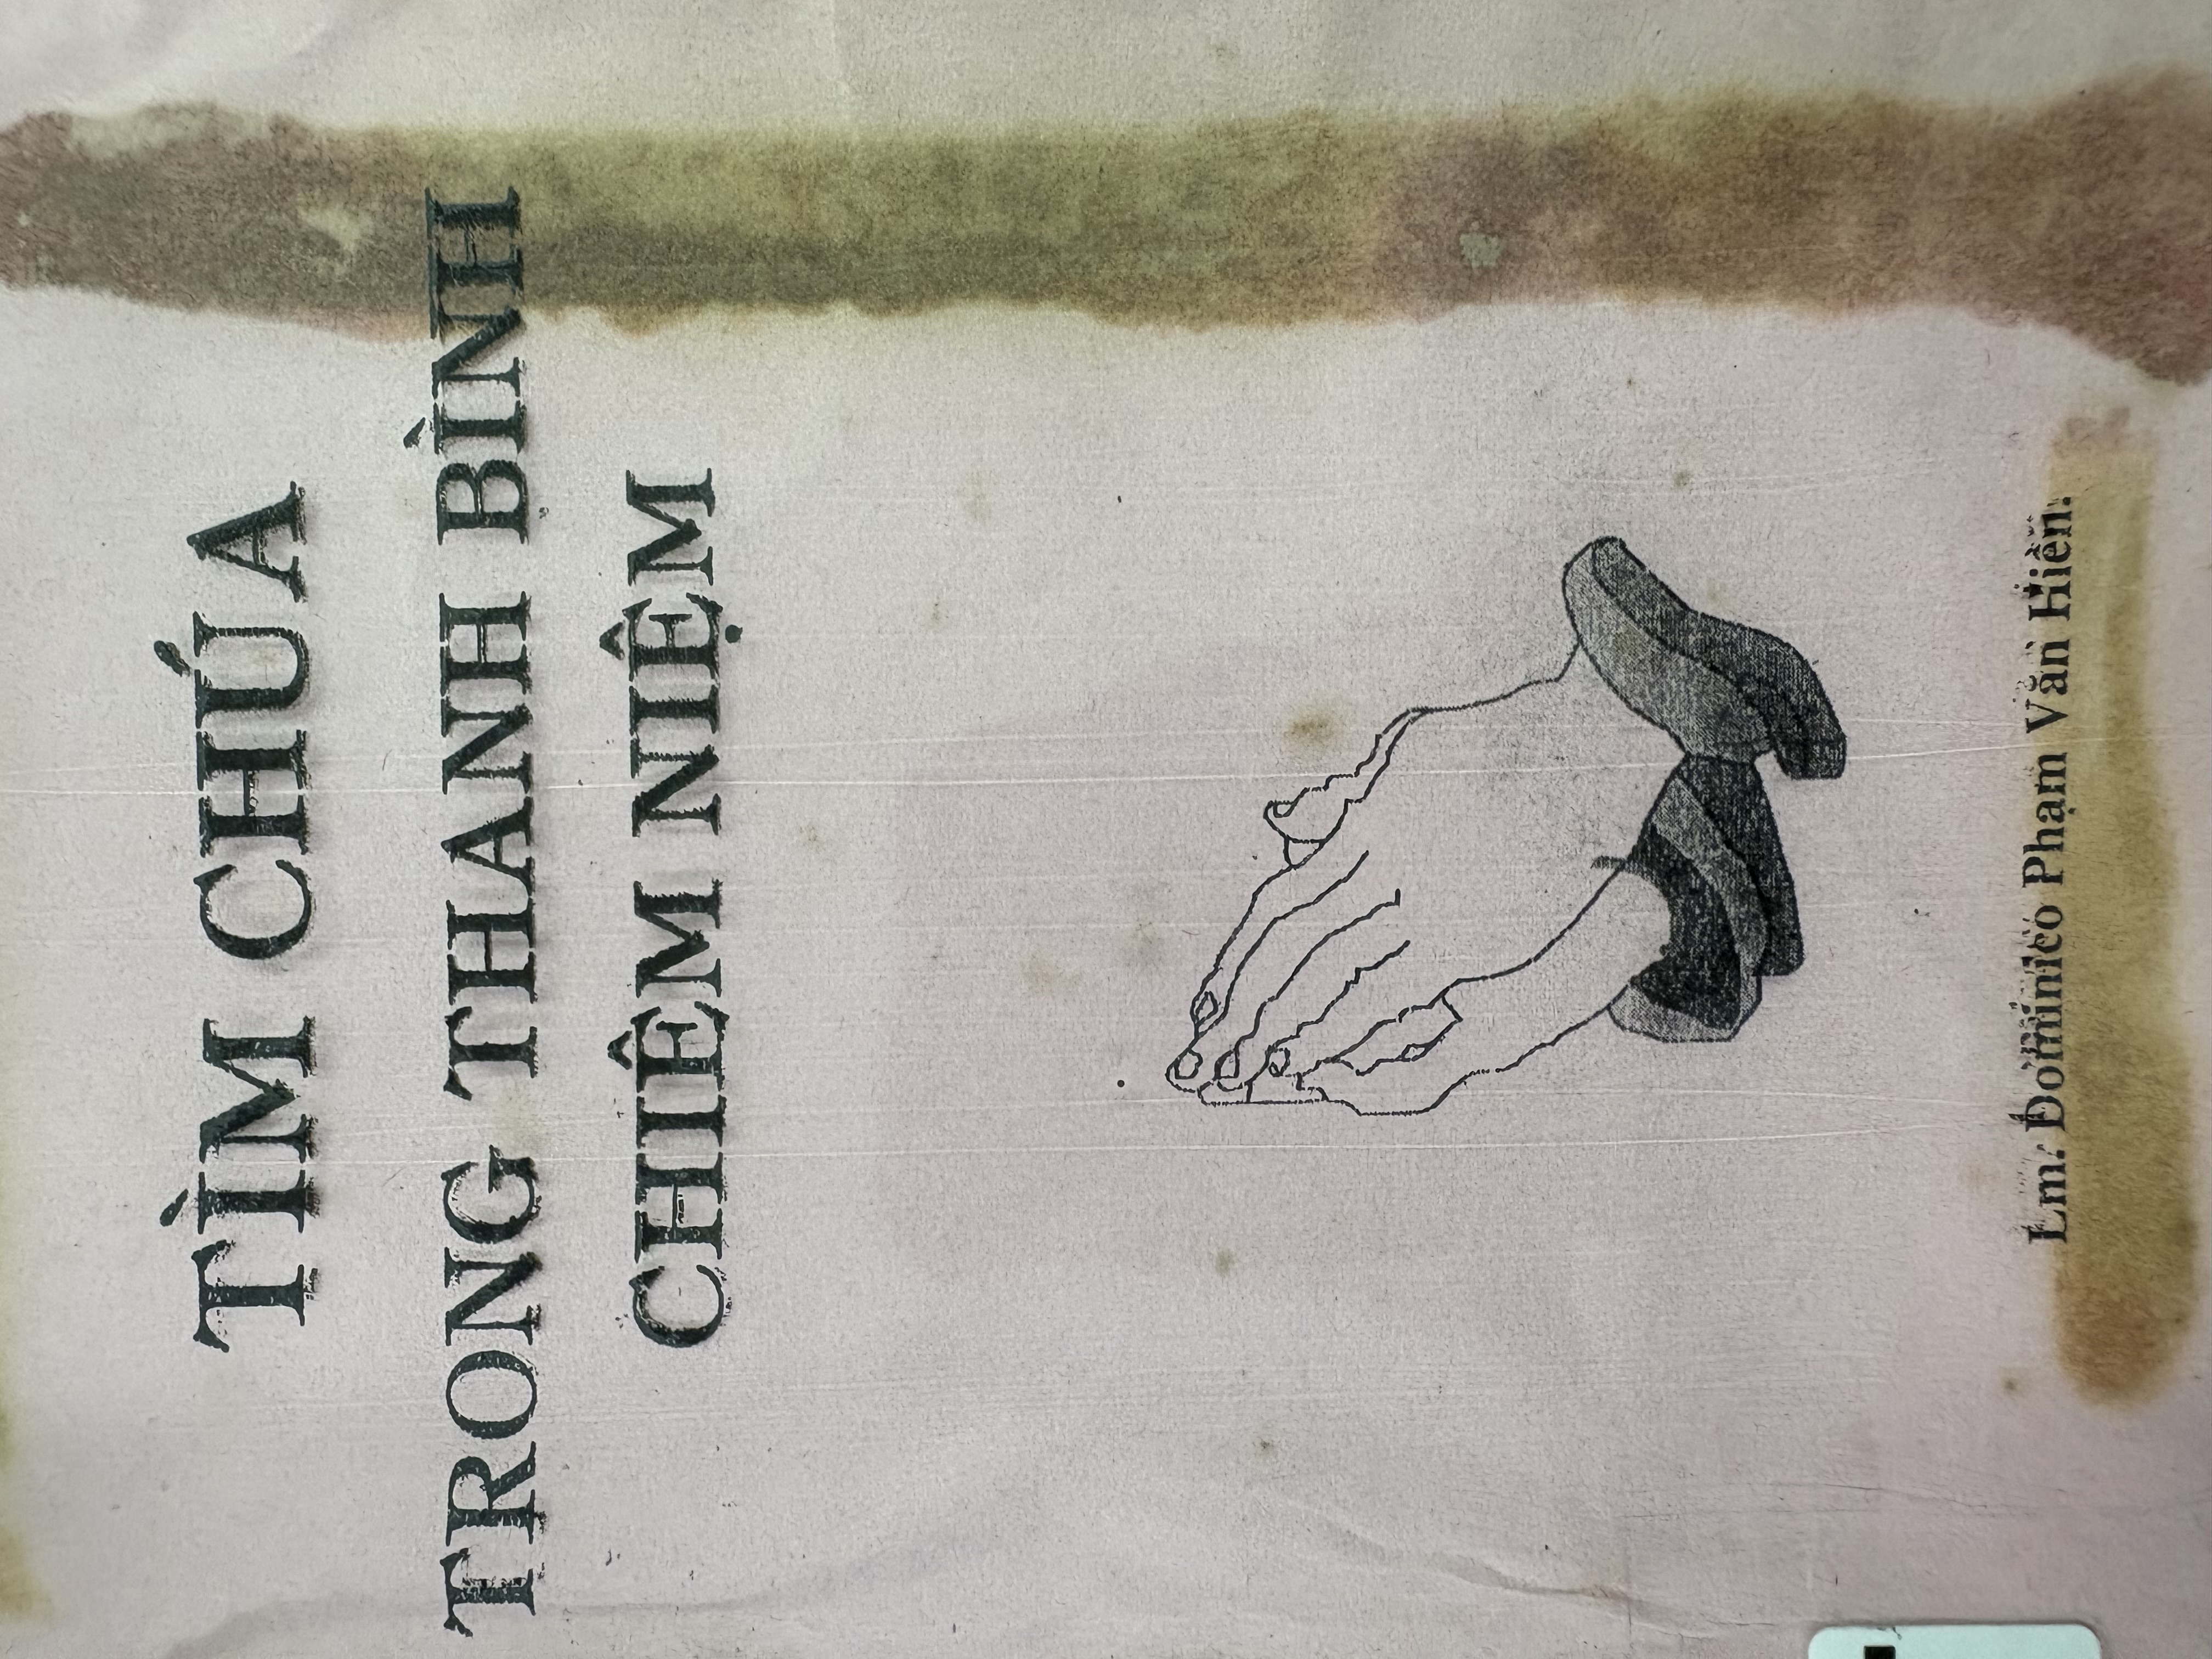 TÌM CHÚA
TRONG THANH BÌNH
CHIÊM NIỆM
Lm. Dominico Phạm Văn Hiền.